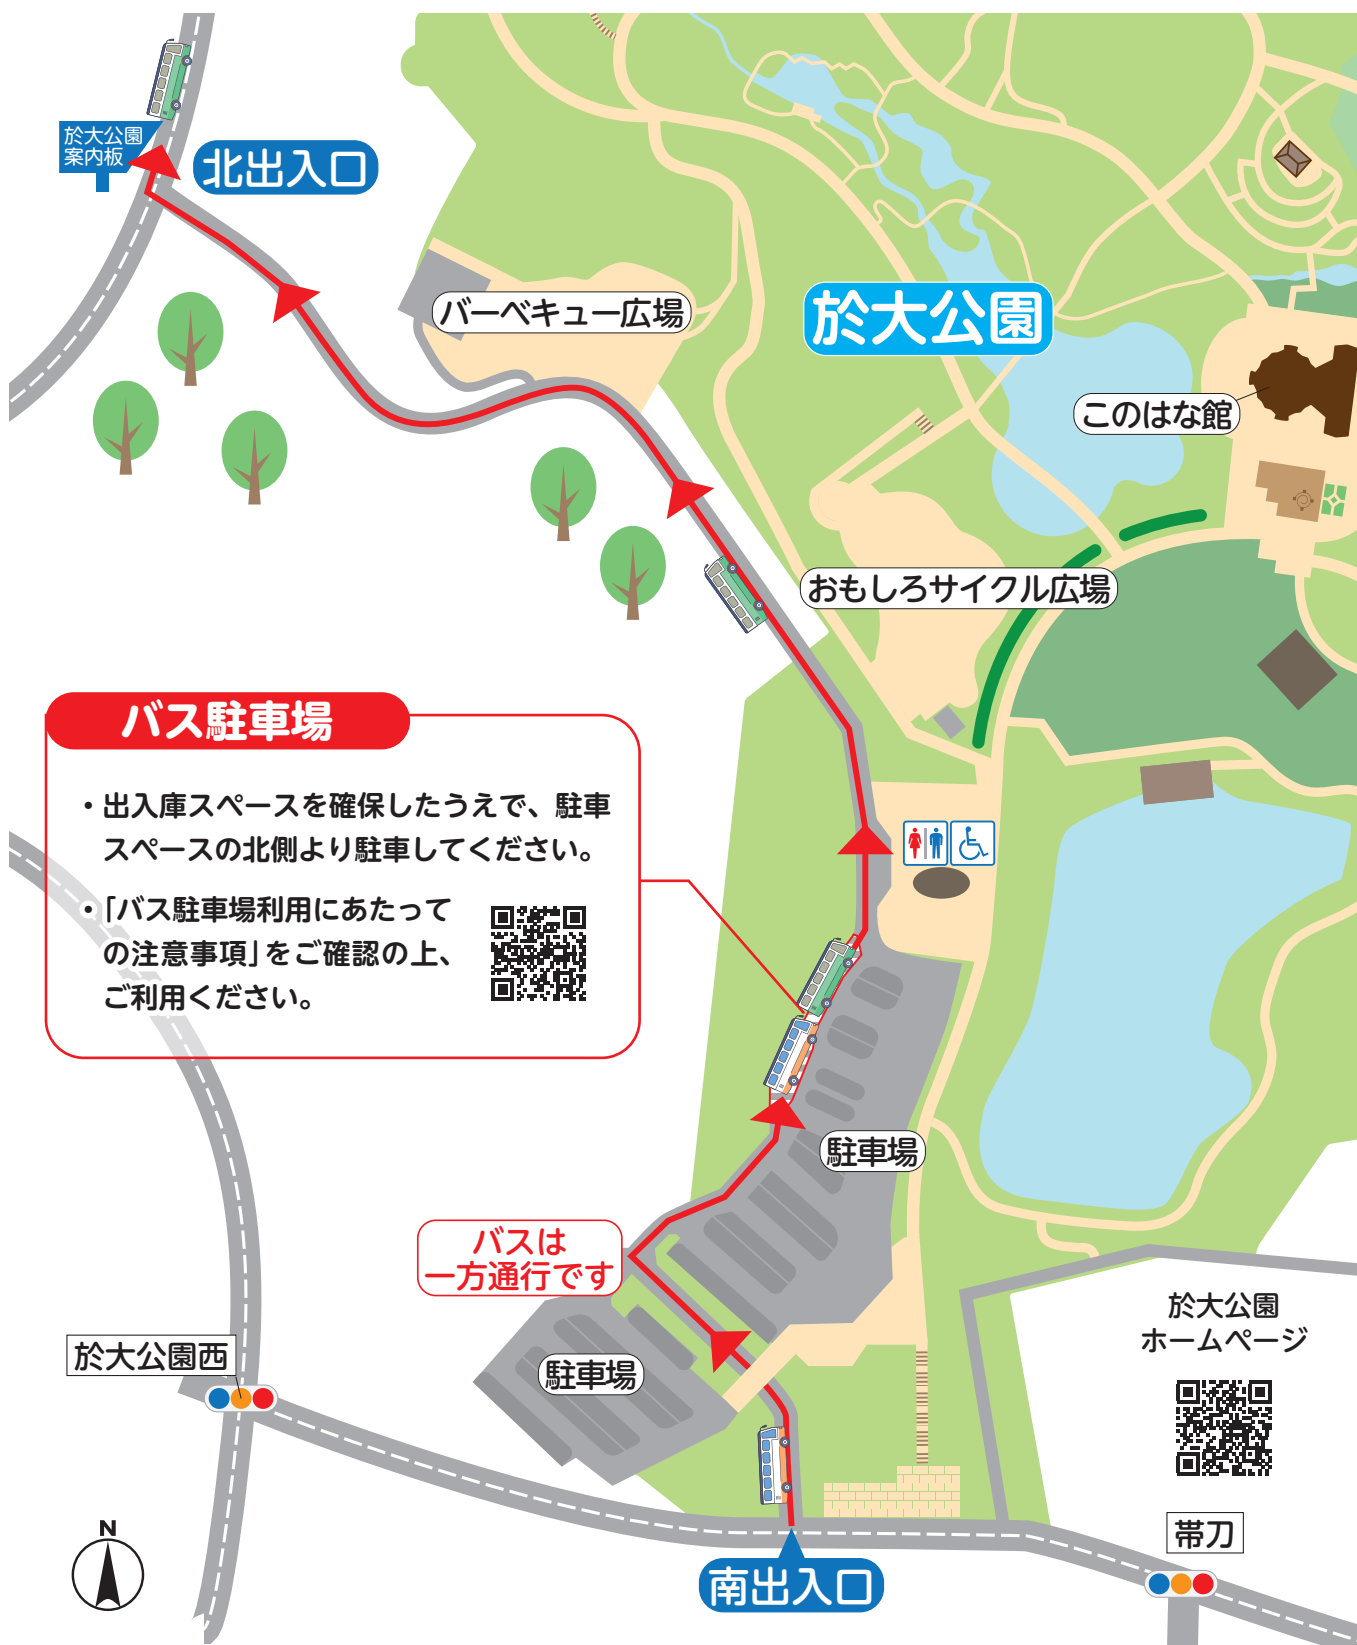 於大公園
案内板
北出入口
バーベキュー広場
於大公園
このはな館
おもしろサイクル広場
バス駐車場
・出入庫スペースを確保したうえで、駐車
スペースの北側より駐車してください。
・「バス駐車場利用にあたって
の注意事項」をご確認の上、
ご利用ください。
駐車場
バスは
一方通行です
於大公園
ホームページ
於大公園西
駐車場
帯刀
N
南出入口